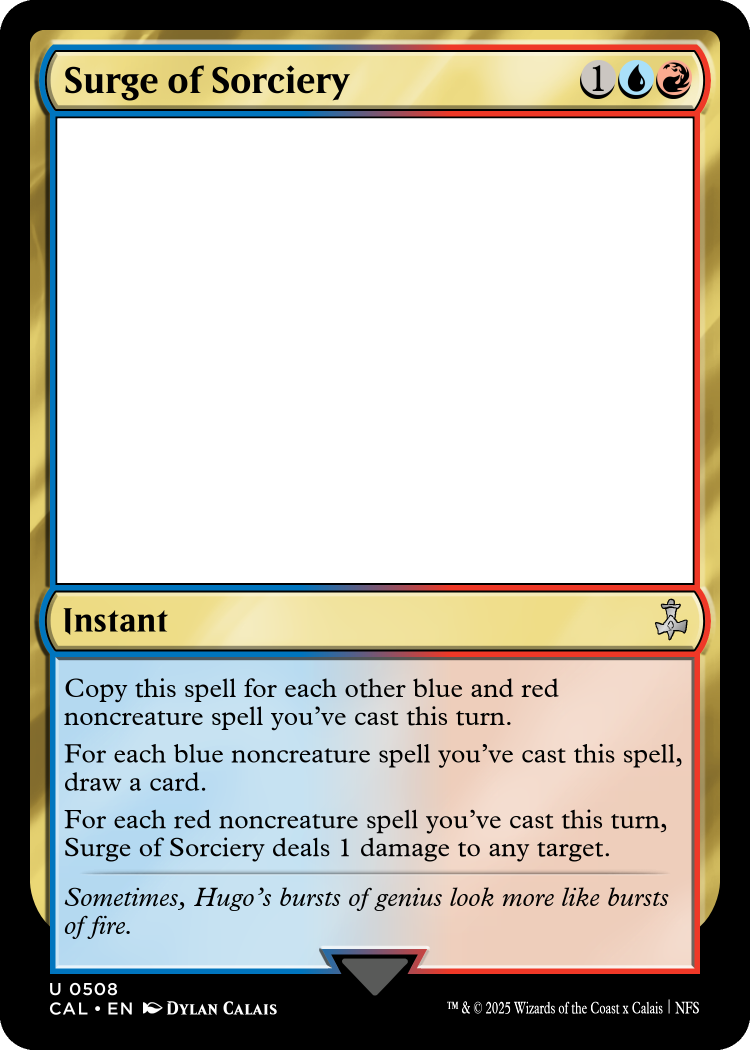 Surge of Sorciery 1
Instant
Copy this spell for each other blue and red
noncreature spell you've cast this turn.
For each blue noncreature spell you've cast this spell,
draw a card.
For each red noncreature spell you've cast this turn,
Surge of Sorciery deals 1 damage to any target.
Sometimes, Hugo's bursts of genius look more like bursts
of fire.
U 0508
CAL • EN Dylan Calais ™ & © 2025 Wizards of the Coast x Calais | NFS